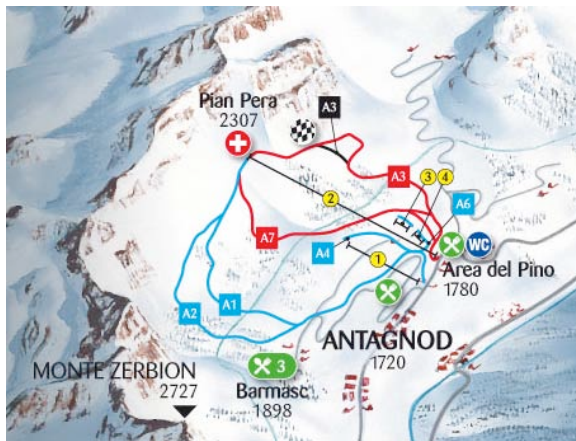 A3
Pian Pera
2307
A3
3
4
2
A6
A7
A4
WC
1
Area del Pino
1780
A2
A1
ANTAGNOD
1720
MONTE ZERBION
2727
3
Barmasc
1898